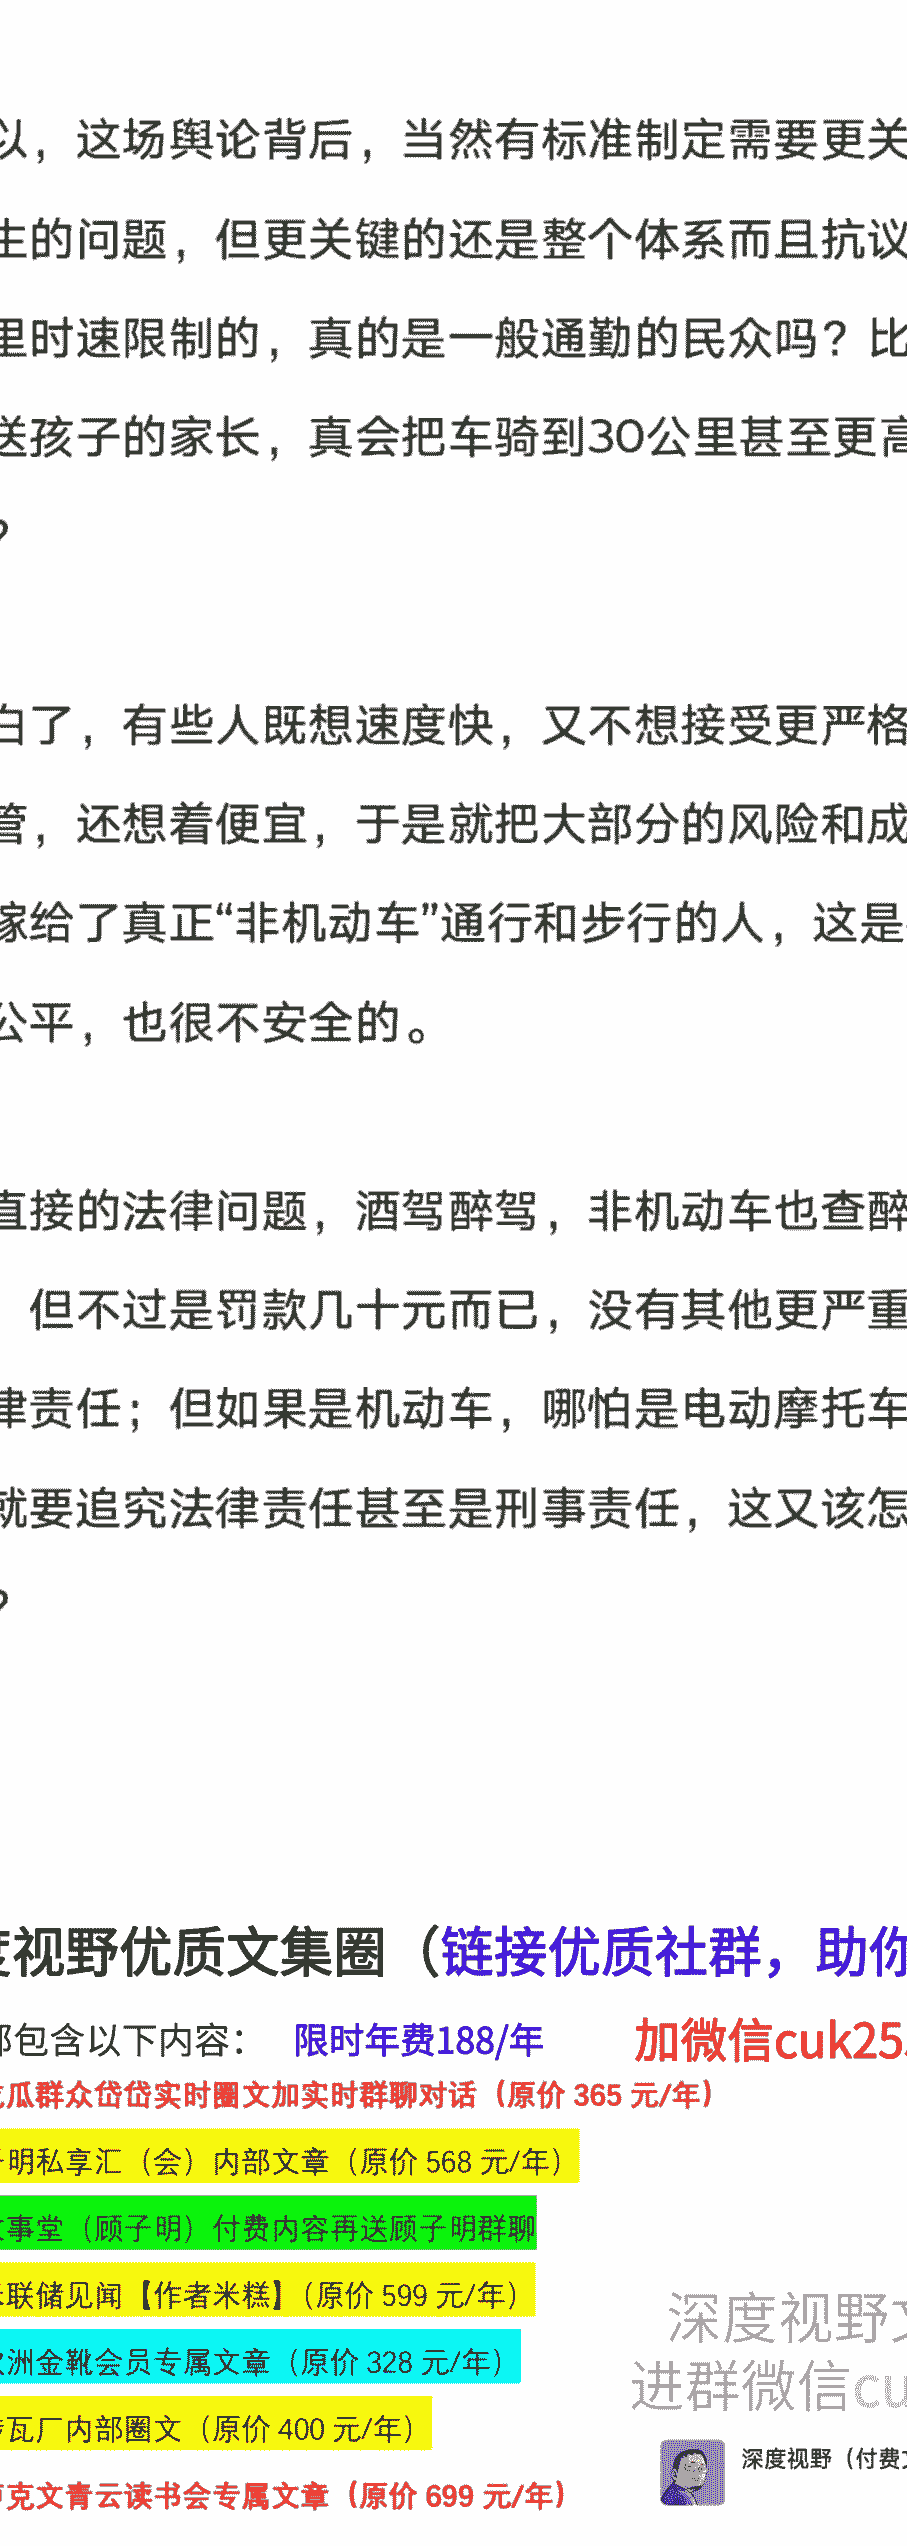 以，这场舆论背后，当然有标准制定需要更关
生的问题，但更关键的还是整个体系而且抗议
里时速限制的，真的是一般通勤的民众吗？比
送孩子的家长，真会把车骑到30公里甚至更高
？
白了，有些人既想速度快，又不想接受更严格
管，还想着便宜，于是就把大部分的风险和成
嫁给了真正“非机动车”通行和步行的人，这是
公平，也很不安全的。
直接的法律问题，酒驾醉驾，非机动车也查醉
，但不过是罚款几十元而已，没有其他更严重
律责任；但如果是机动车，哪怕是电动摩托车
就要追究法律责任甚至是刑事责任，这又该怎
？
度视野优质文集圈（链接优质社群，助你
部包含以下内容： 限时年费188/年 加微信cuk25
瓜群众岱岱实时圈文加实时群聊对话（原价 365 元/年）
子明私享汇（会）内部文章（原价 568 元/年）
故事堂（顾子明）付费内容再送顾子明群聊
米联储见闻【作者米糕】（原价 599 元/年）
欧洲金靴会员专属文章（原价 328 元/年）
砖瓦厂内部圈文（原价 400 元/年）
卢克文青云读书会专属文章（原价 699 元/年）
深度视野文
进群微信cu
深度视野（付费文